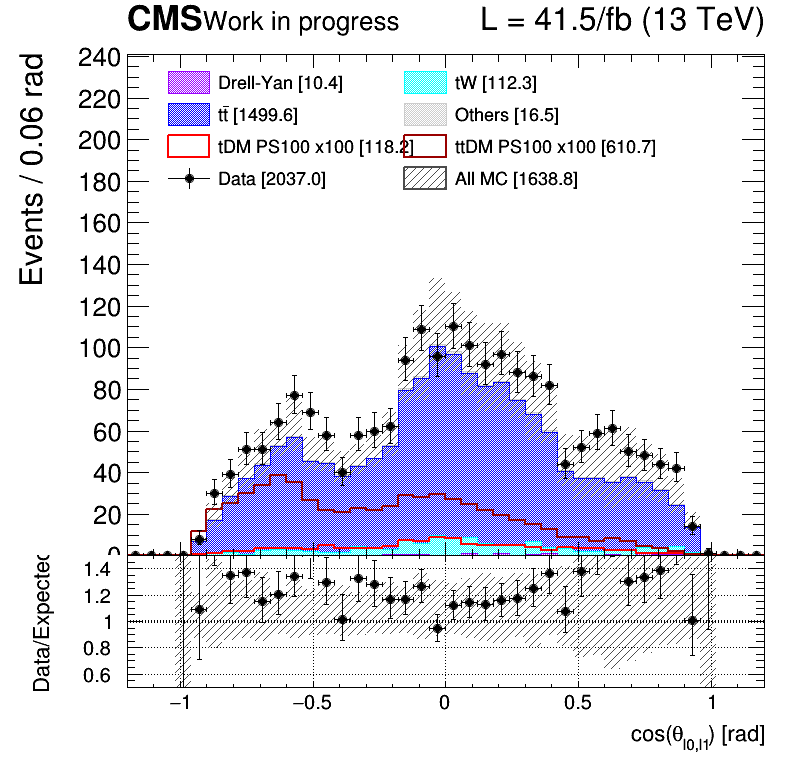 CMS Work in progress L = 41.5/fb (13 TeV)
Events / 0.06 rad
240
220
200
180
160
140
120
100
80
60
40
20
0
Drell-Yan [10.4] tW [112.3]
tt̄ [1499.6] Others [16.5]
tDM PS100 x100 [118.2] ttDM PS100 x100 [610.7]
Data [2037.0] All MC [1638.8]
Data/Expected
1.4
1.2
1
0.8
0.6
−1 −0.5 0 0.5 1
cos(θl0,l1) [rad]